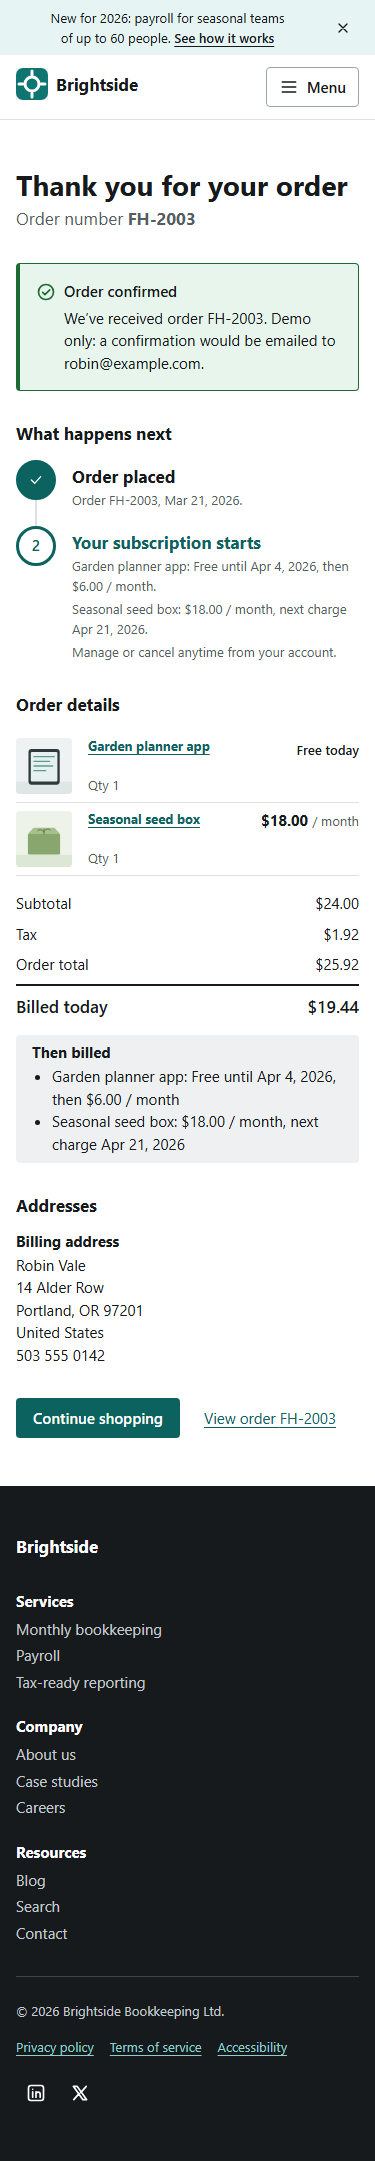 New for 2026: payroll for seasonal teams
of up to 60 people. See how it works
Brightside
Menu
Thank you for your order
Order number FH-2003
Order confirmed
We’ve received order FH-2003. Demo
only: a confirmation would be emailed to
robin@example.com.
What happens next
Order placed
Order FH-2003, Mar 21, 2026.
2
Your subscription starts
Garden planner app: Free until Apr 4, 2026, then
$6.00 / month.
Seasonal seed box: $18.00 / month, next charge
Apr 21, 2026.
Manage or cancel anytime from your account.
Order details
Garden planner app
Free today
Qty 1
Seasonal seed box
$18.00 / month
Qty 1
Subtotal $24.00
Tax $1.92
Order total $25.92
Billed today $19.44
Then billed
• Garden planner app: Free until Apr 4, 2026,
then $6.00 / month
• Seasonal seed box: $18.00 / month, next
charge Apr 21, 2026
Addresses
Billing address
Robin Vale
14 Alder Row
Portland, OR 97201
United States
503 555 0142
Continue shopping
View order FH-2003
Brightside
Services
Monthly bookkeeping
Payroll
Tax-ready reporting
Company
About us
Case studies
Careers
Resources
Blog
Search
Contact
© 2026 Brightside Bookkeeping Ltd.
Privacy policy Terms of service Accessibility